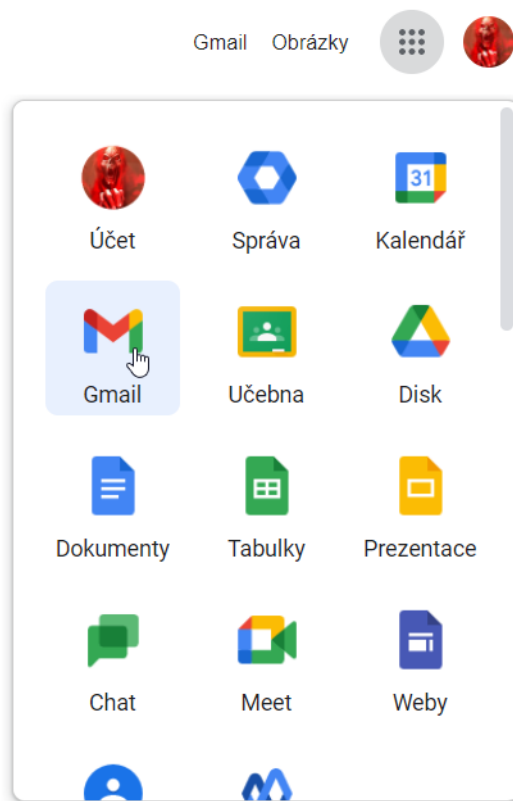 Gmail Obrázky
Účet Správa Kalendář
31
Gmail Učebna Disk
Dokumenty Tabulky Prezentace
Chat Meet Weby